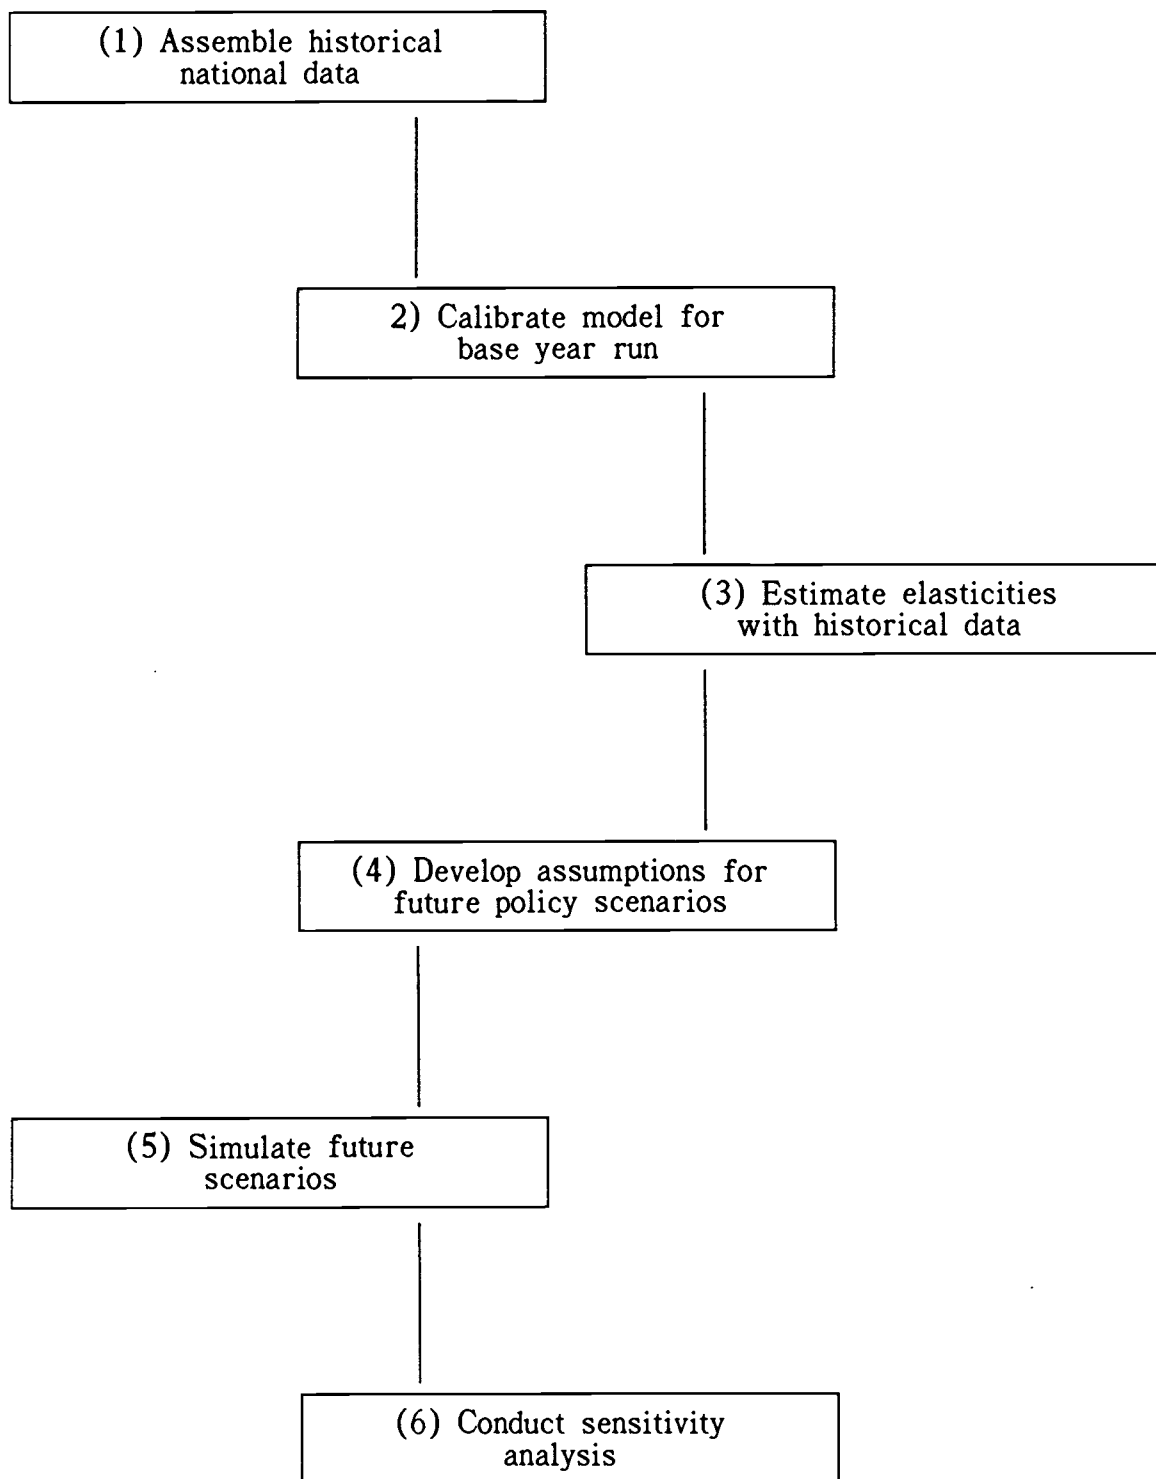 (1) Assemble historical
national data
2) Calibrate model for
base year run
(3) Estimate elasticities
with historical data
(4) Develop assumptions for
future policy scenarios
(5) Simulate future
scenarios
(6) Conduct sensitivity
analysis